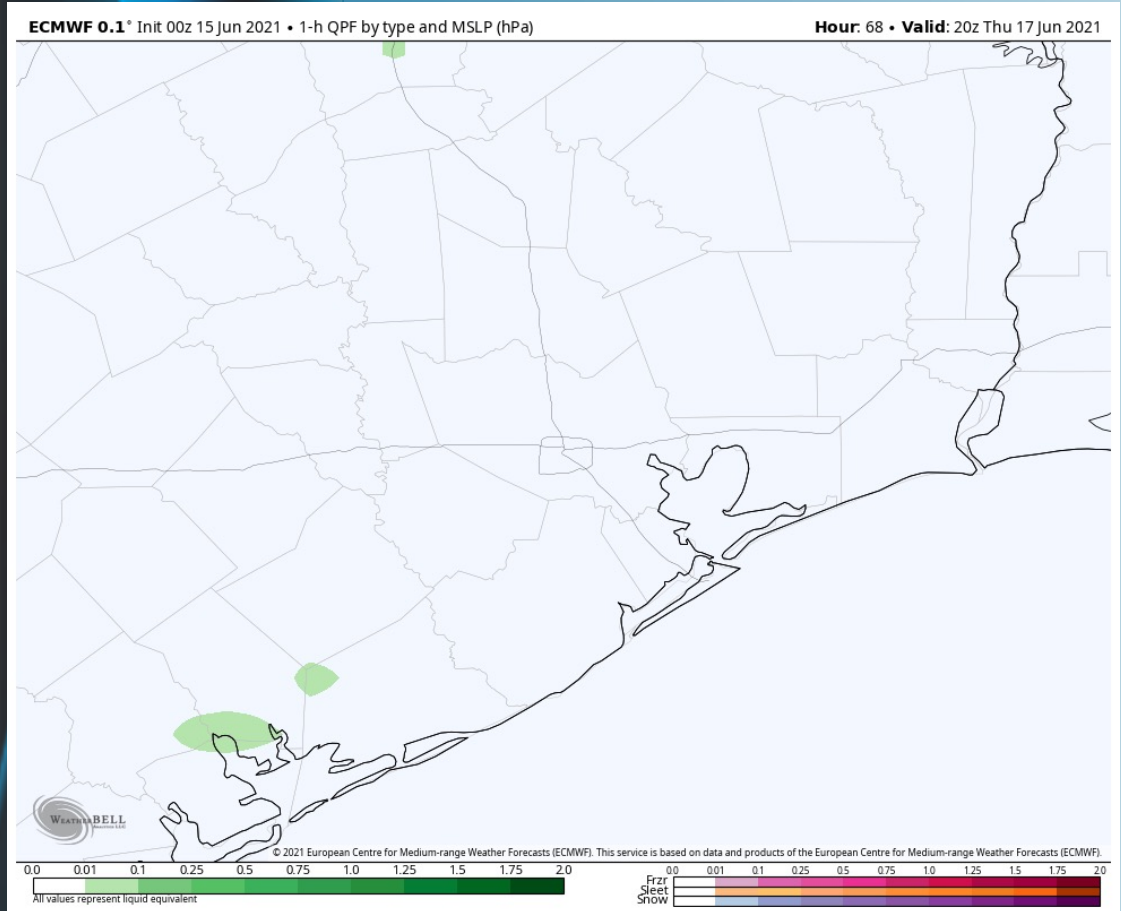 ECMWF 0.1° Init 00z 15 Jun 2021 • 1-h QPF by type and MSLP (hPa)
Hour: 68 • Valid: 20z Thu 17 Jun 2021
WEATHERBELL
© 2021 European Centre for Medium-range Weather Forecasts (ECMWF). This service is based on data and products of the European Centre for Medium-range Weather Forecasts (ECMWF).
0.0 0.01 0.1 0.25 0.5 0.75 1.0 1.25 1.5 1.75 2.0
All values represent liquid equivalent
0.0 0.01 0.1 0.25 0.5 0.75 1.0 1.25 1.5 1.75 2.0
Frzr
Sleet
Snow